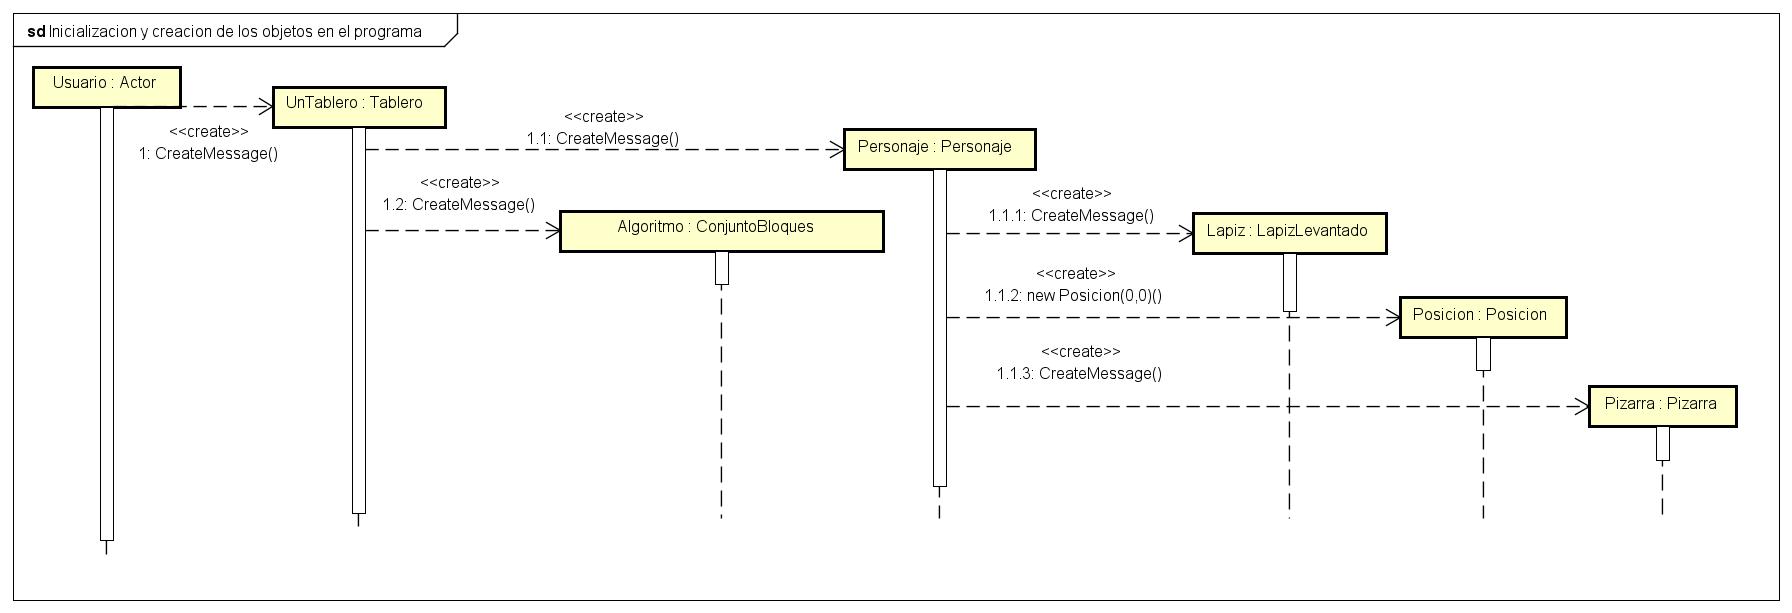 sd Inicializacion y creacion de los objetos en el programa
Usuario : Actor
UnTablero : Tablero
<<create>>
1: CreateMessage()
<<create>>
1.1: CreateMessage()
Personaje : Personaje
<<create>>
1.2: CreateMessage()
Algoritmo : ConjuntoBloques
<<create>>
1.1.1: CreateMessage()
Lapiz : LapizLevantado
<<create>>
1.1.2: new Posicion(0,0)()
Posicion : Posicion
<<create>>
1.1.3: CreateMessage()
Pizarra : Pizarra